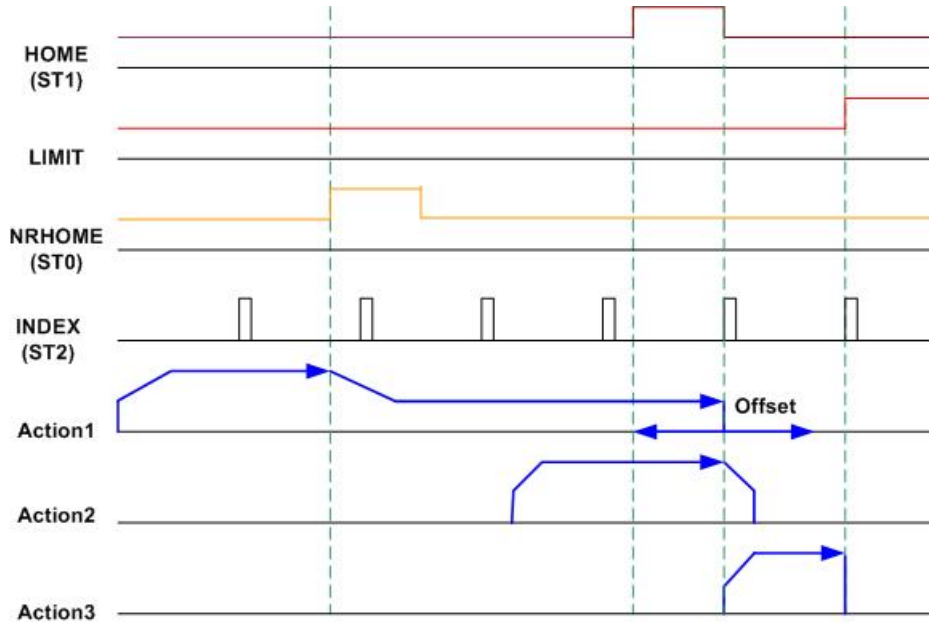 HOME
(ST1)
LIMIT
NRHOME
(ST0)
INDEX
(ST2)
Offset
Action1
Action2
Action3